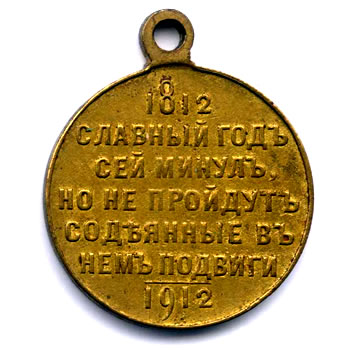 1812
СЛАВНЫЙ ГОДЪ
СЕЙ МИНУЛЪ,
НО НЕ ПРОЙДУТЪ
СОДѢЯННЫЕ ВЪ
НЕМЪ ПОДВИГИ
1912